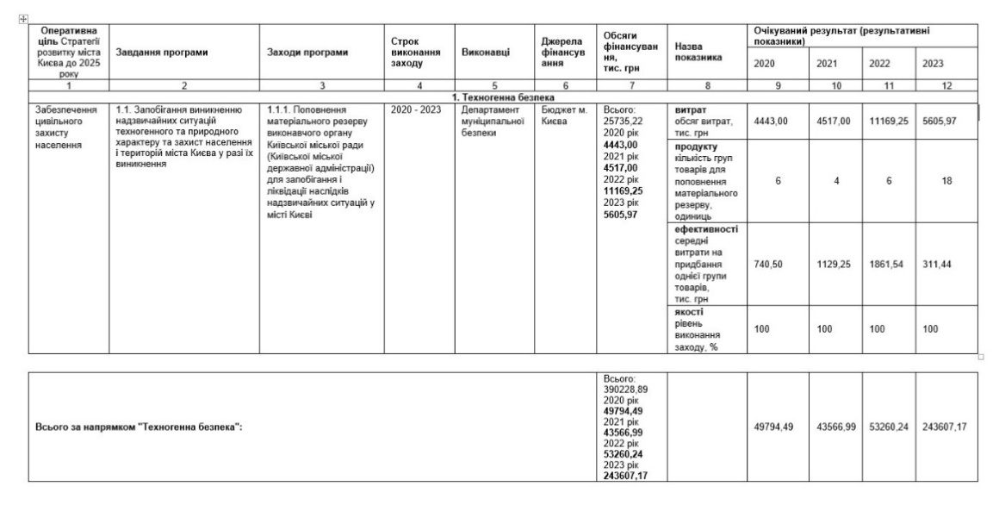 Оперативна ціль Стратегії розвитку міста Києва до 2025 року
Завдання програми
Заходи програми
Строк виконання заходу
Виконавці
Джерела фінансув ання
Обсяги фінансуван ня, тис. грн
Назва показника
Очікуваний результат (результативні показники)
2020
2021
2022
2023
1
2
3
4
5
6
7
8
9
10
11
12
1. Техногенна безпека
Забезпечення
цивільного
захисту
населення
1.1. Запобігання виникненню
надзвичайних ситуацій
техногенного та природного
характеру та захист населення
і територій міста Києва у разі їх
виникнення
1.1.1. Поповнення
матеріального резерву
виконавчого органу
Київської міської ради
(Київської міської
державної адміністрації)
для запобігання і
ліквідації наслідків
надзвичайних ситуацій у
місті Києві
2020 - 2023
Департамент
муніципальної
безпеки
Бюджет м.
Києва
Всього:
25735,22
2020 рік
4443,00
2021 рік
4517,00
2022 рік
11169,25
2023 рік
5605,97
витрат
обсяг витрат,
тис. грн
4443,00
4517,00
11169,25
5605,97
продукту
кількість груп
товарів для
поповнення
матеріального
резерву,
одиниць
6
4
6
18
ефективності
середні
витрати на
придбання
однієї групи
товарів,
тис. грн
740,50
1129,25
1861,54
311,44
якості
рівень
виконання
заходу, %
100
100
100
100
Всього за напрямком "Техногенна безпека":
Всього:
390228,89
2020 рік
49794,49
2021 рік
43566,99
2022 рік
53260,24
2023 рік
243607,17
49794,49
43566,99
53260,24
243607,17